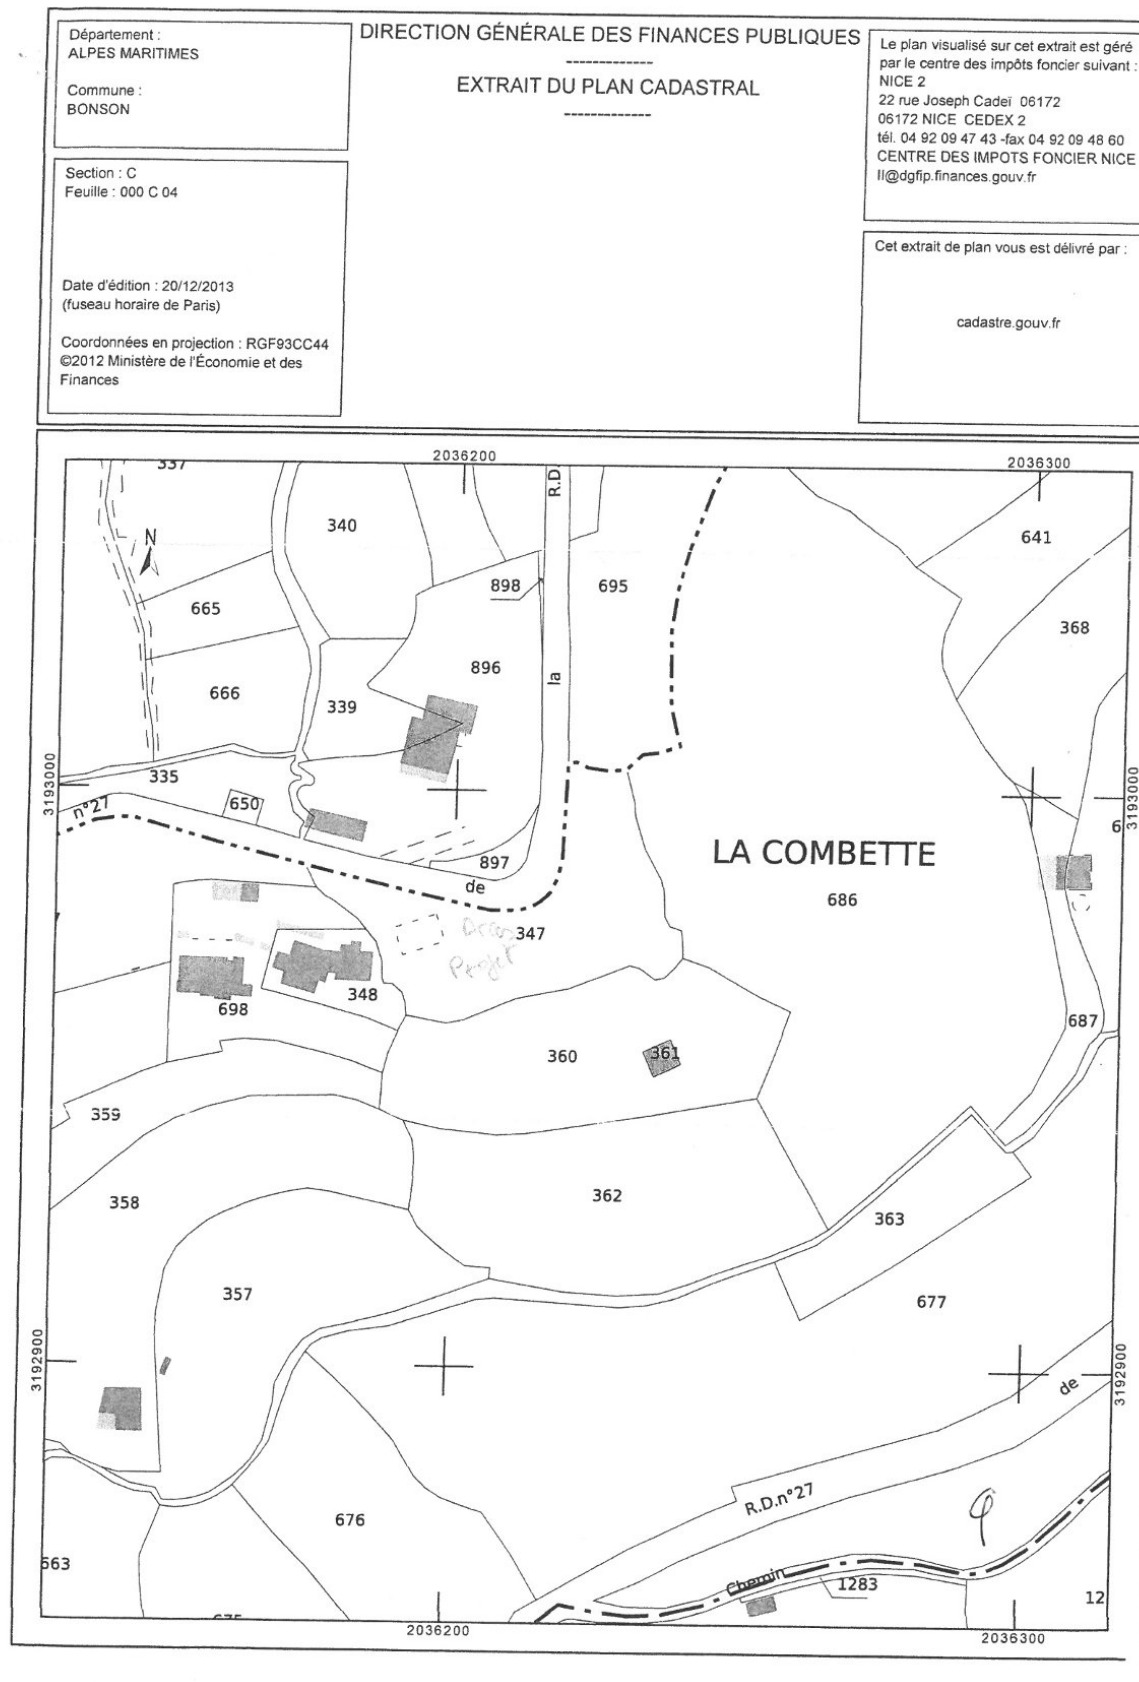 Département :
ALPES MARITIMES
Commune :
BONSON
Section : C
Feuille : 000 C 04
Date d'édition : 20/12/2013
(fuseau horaire de Paris)
Coordonnées en projection : RGF93CC44
©2012 Ministère de l'Économie et des
Finances
DIRECTION GÉNÉRALE DES FINANCES PUBLIQUES
-------------
EXTRAIT DU PLAN CADASTRAL
-------------
Le plan visualisé sur cet extrait est géré
par le centre des impôts foncier suivant :
NICE 2
22 rue Joseph Cadeï 06172
06172 NICE CEDEX 2
tél. 04 92 09 47 43 -fax 04 92 09 48 60
CENTRE DES IMPOTS FONCIER NICE
II@dgfip.finances.gouv.fr
Cet extrait de plan vous est délivré par :
cadastre.gouv.fr
2036200
2036300
337
R.D
N
340
641
898
695
665
368
896
la
666
339
3193000
335
3193000
n°27
650
6
897
LA COMBETTE
de
686
347
Projet
348
698
687
360
361
359
358
362
363
357
677
3192900
3192900
de
R.D.n°27
676
663
Chemin
1283
12
675
2036200
2036300